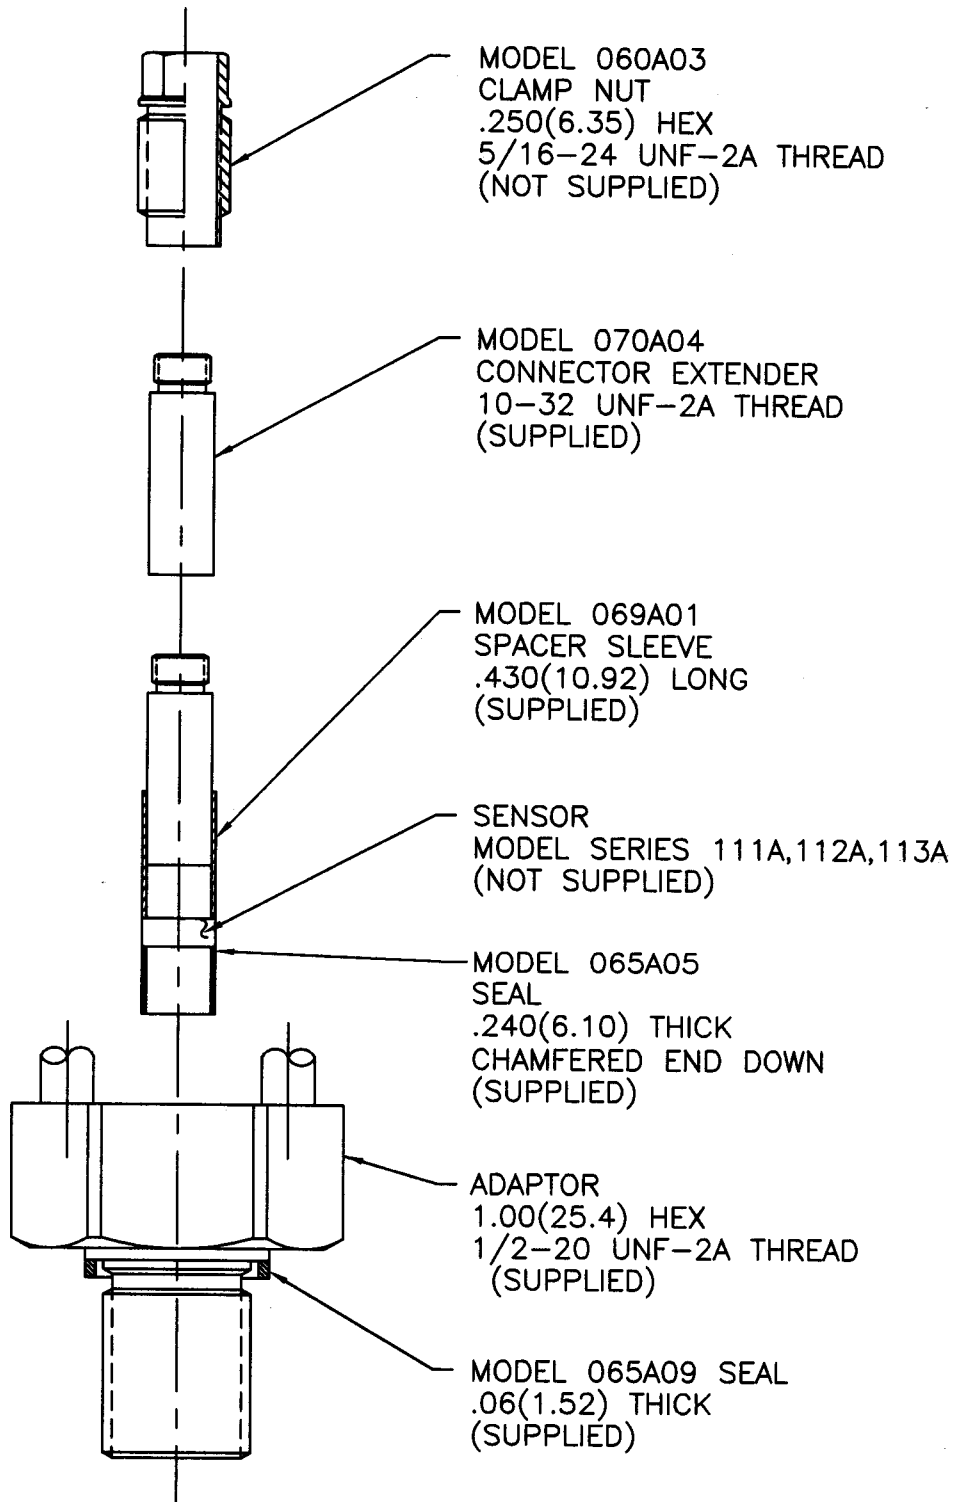 MODEL 060A03
CLAMP NUT
.250(6.35) HEX
5/16-24 UNF-2A THREAD
(NOT SUPPLIED)
MODEL 070A04
CONNECTOR EXTENDER
10-32 UNF-2A THREAD
(SUPPLIED)
MODEL 069A01
SPACER SLEEVE
.430(10.92) LONG
(SUPPLIED)
SENSOR
MODEL SERIES 111A,112A,113A
(NOT SUPPLIED)
MODEL 065A05
SEAL
.240(6.10) THICK
CHAMFERED END DOWN
(SUPPLIED)
ADAPTOR
1.00(25.4) HEX
1/2-20 UNF-2A THREAD
(SUPPLIED)
MODEL 065A09 SEAL
.06(1.52) THICK
(SUPPLIED)